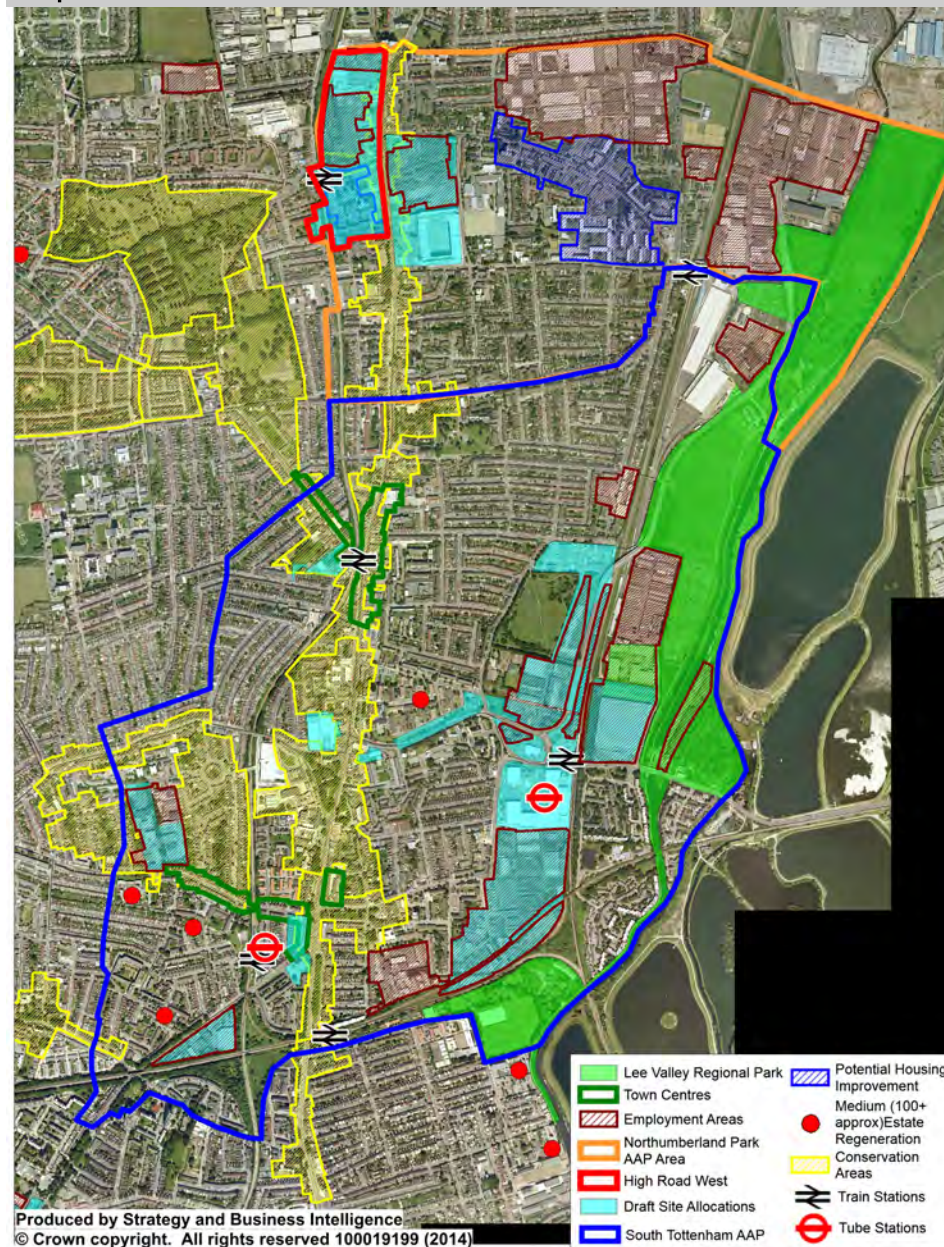 Lee Valley Regional Park
Town Centres
Employment Areas
Northumberland Park
AAP Area
High Road West
Draft Site Allocations
South Tottenham AAP
Potential Housing
Improvement
Medium (100+
approx)Estate
Regeneration
Conservation
Areas
Train Stations
Tube Stations
Produced by Strategy and Business Intelligence
© Crown copyright. All rights reserved 100019199 (2014)